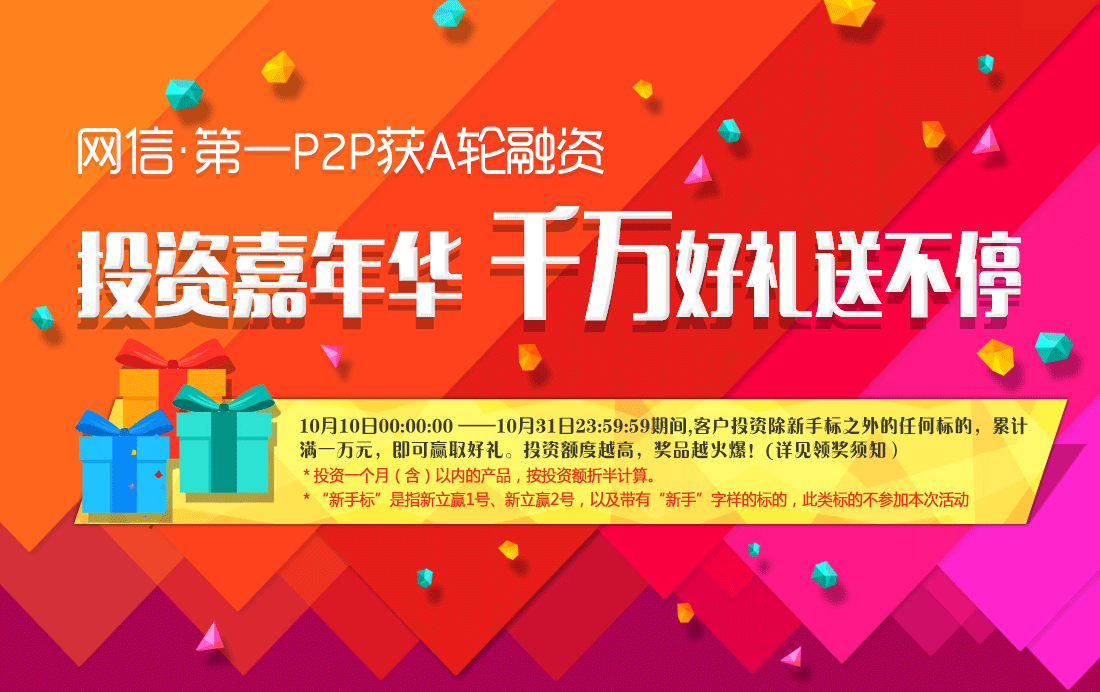 网信·第一P2P获A轮融资
投资嘉年华 千万好礼送不停
10月10日00:00:00 ——10月31日23:59:59期间,客户投资除新手标之外的任何标的，累计
满一万元，即可赢取好礼。投资额度越高，奖品越火爆！(详见领奖须知）
* 投资一个月（含）以内的产品，按投资额折半计算。
* “新手标”是指新立赢1号、新立赢2号，以及带有“新手”字样的标的，此类标的不参加本次活动